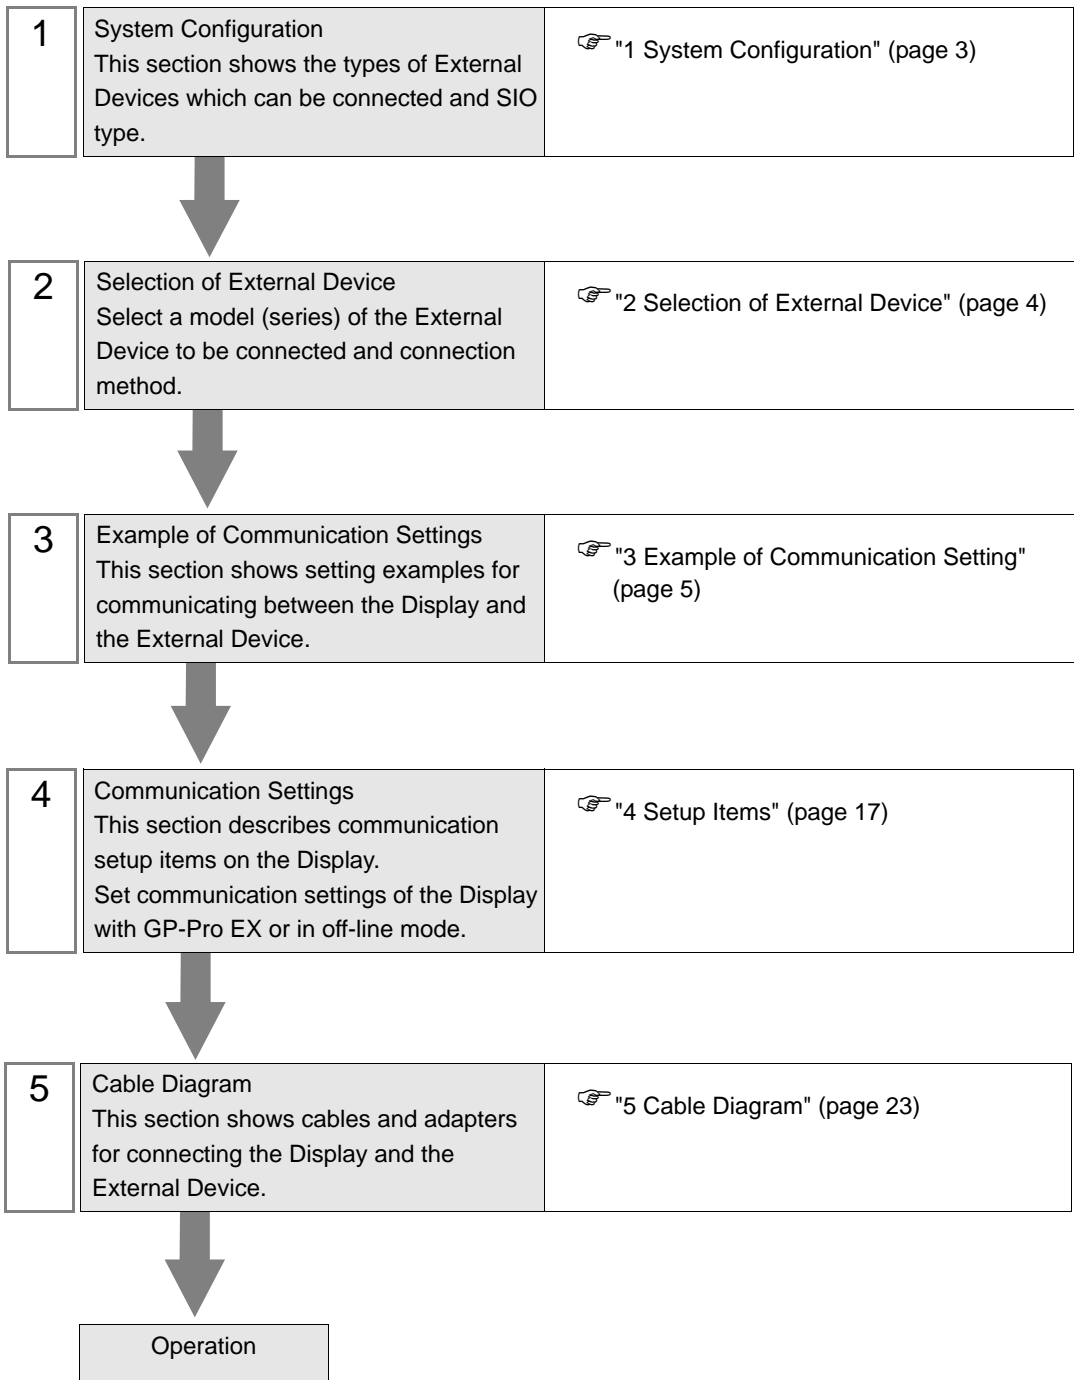 1
System Configuration
This section shows the types of External
Devices which can be connected and SIO
type.
"1 System Configuration" (page 3)
2
Selection of External Device
Select a model (series) of the External
Device to be connected and connection
method.
"2 Selection of External Device" (page 4)
3
Example of Communication Settings
This section shows setting examples for
communicating between the Display and
the External Device.
"3 Example of Communication Setting"
(page 5)
4
Communication Settings
This section describes communication
setup items on the Display.
Set communication settings of the Display
with GP-Pro EX or in off-line mode.
"4 Setup Items" (page 17)
5
Cable Diagram
This section shows cables and adapters
for connecting the Display and the
External Device.
"5 Cable Diagram" (page 23)
Operation